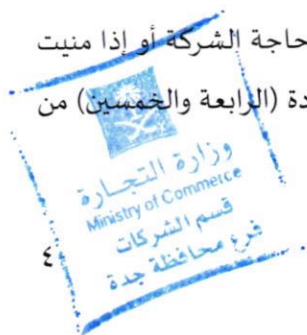 حاجة الشركة أو إذا منيت
دة (الرابعة والخمسين) من
وزارة التجارة
Ministry of Commerce
قسم الشركات
فرع محافظة جدة
٤